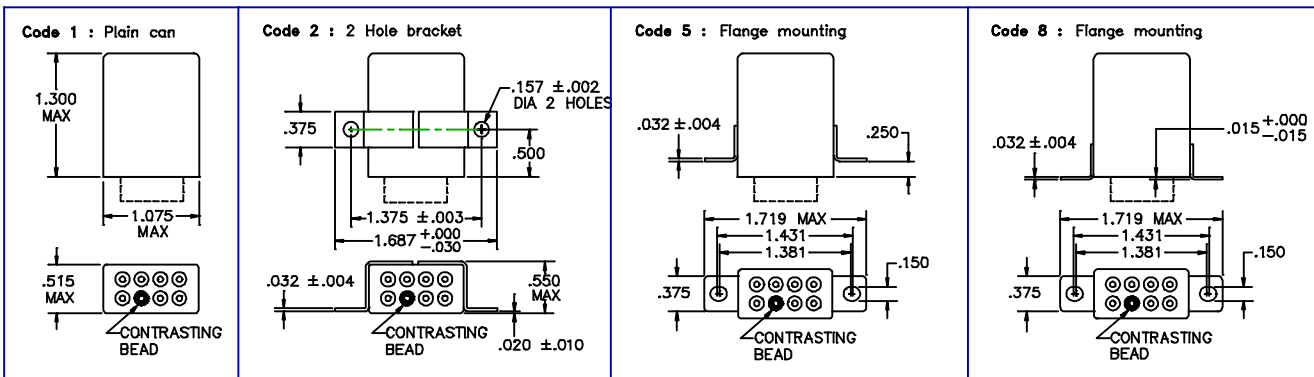 Code 1 : Plain can
1.300
MAX
1.075
MAX
.515
MAX
CONTRASTING
BEAD
Code 2 : 2 Hole bracket
.157 ±.002
DIA 2 HOLES
.375
.500
1.375 ±.003
1.687 +.000
-.030
.032 ±.004
.550
MAX
CONTRASTING
BEAD
.020 ±.010
Code 5 : Flange mounting
.032 ±.004
.250
1.719 MAX
1.431
1.381
.150
.375
CONTRASTING
BEAD
Code 8 : Flange mounting
.015 +.000
-.015
.032 ±.004
1.719 MAX
1.431
1.381
.150
.375
CONTRASTING
BEAD